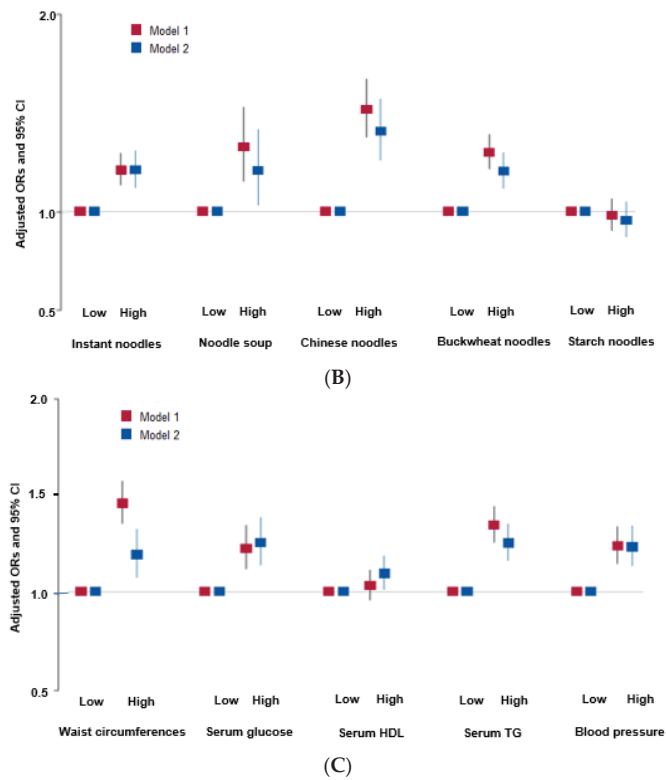 2.0
Model 1
Model 2
Adjusted ORs and 95% CI
1.0
0.5
Low High Low High Low High Low High Low High
Instant noodles Noodle soup Chinese noodles Buckwheat noodles Starch noodles
(B)
2.0
Model 1
Model 2
1.5
Adjusted ORs and 95% CI
1.0
0.5
Low High Low High Low High Low High Low High
Waist circumferences Serum glucose Serum HDL Serum TG Blood pressure
(C)